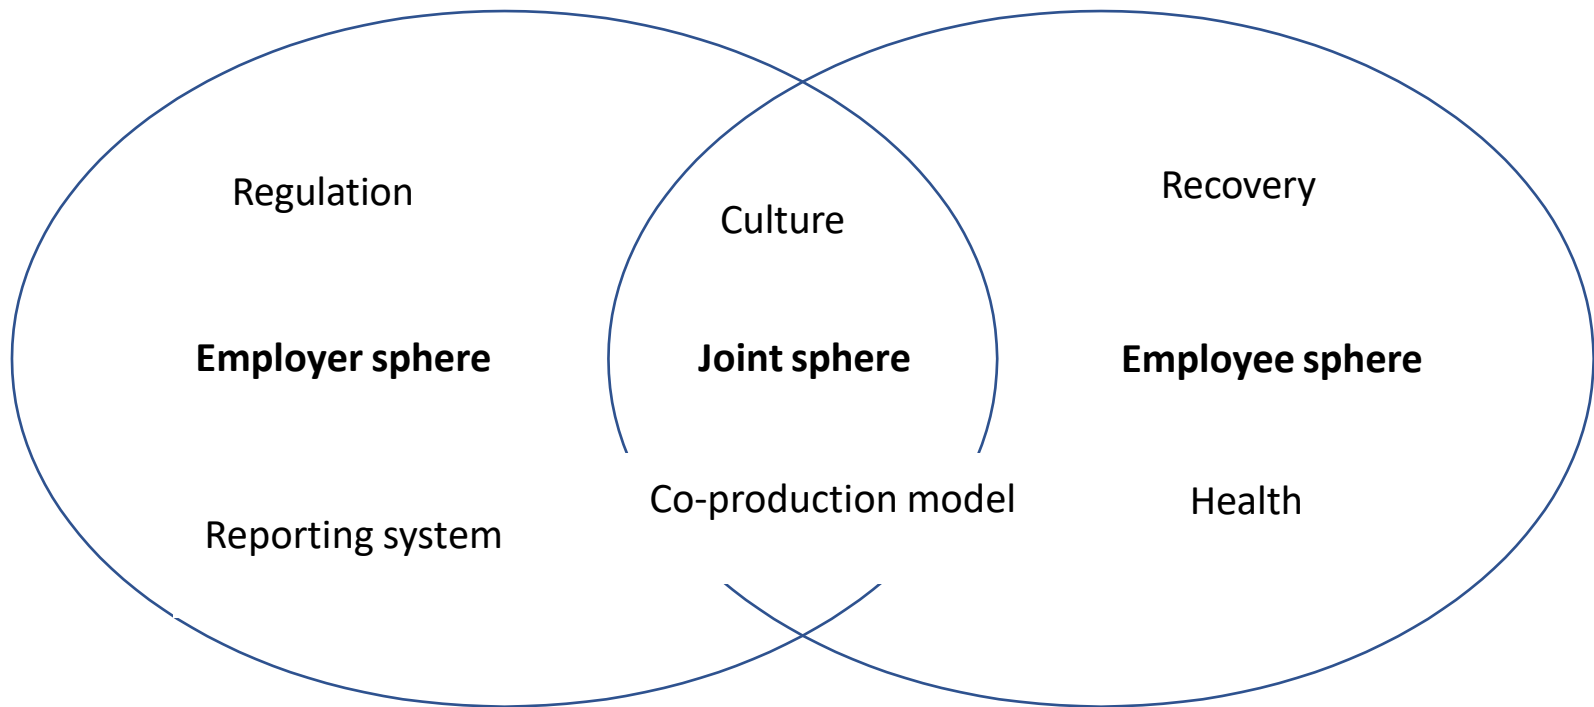 Regulation
Reporting system
Employer sphere
Culture
Joint sphere
Co-production model
Recovery
Employee sphere
Health